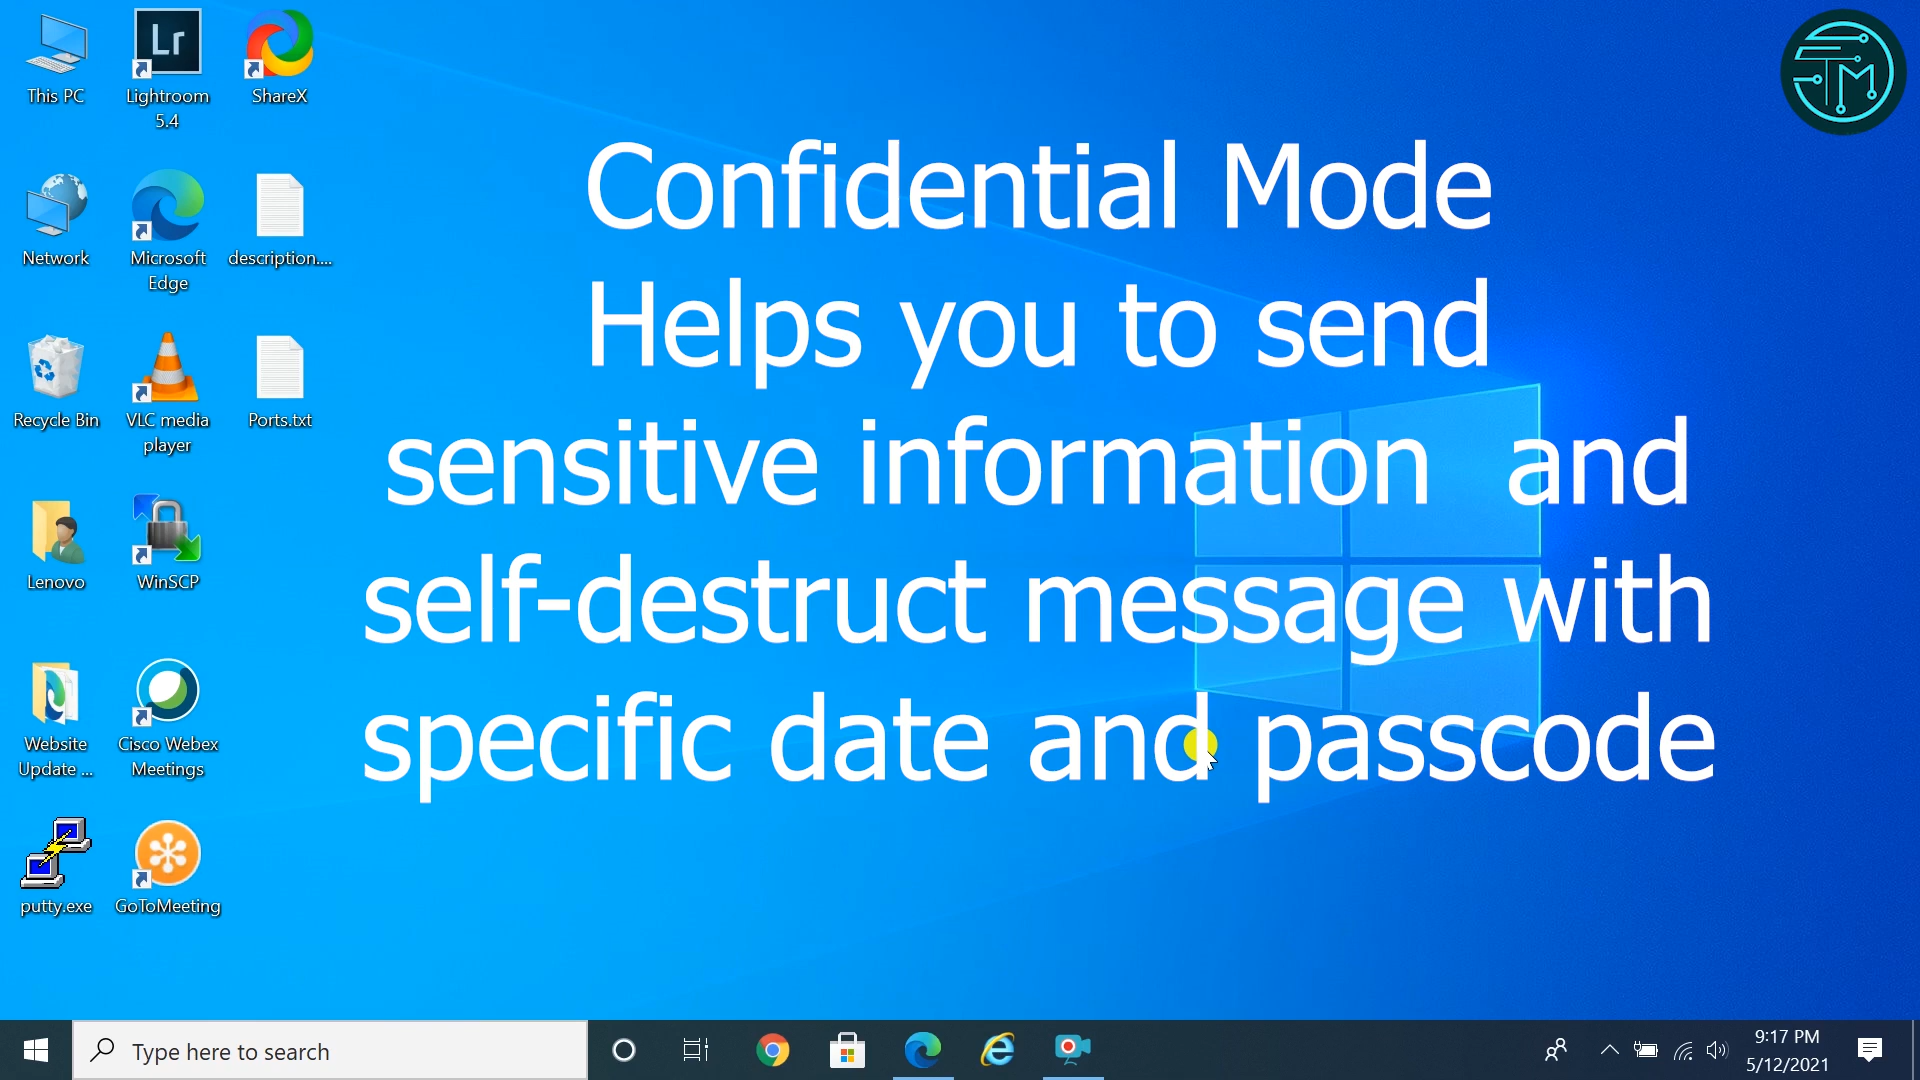 This PC
Lightroom
5.4
ShareX
Network
Microsoft
Edge
description....
Recycle Bin
VLC media
player
Ports.txt
Lenovo
WinSCP
Website
Update ...
Cisco Webex
Meetings
putty.exe
GoToMeeting
Lr
TM
Confidential Mode
Helps you to send
sensitive information and
self-destruct message with
specific date and passcode
Type here to search
9:17 PM
5/12/2021